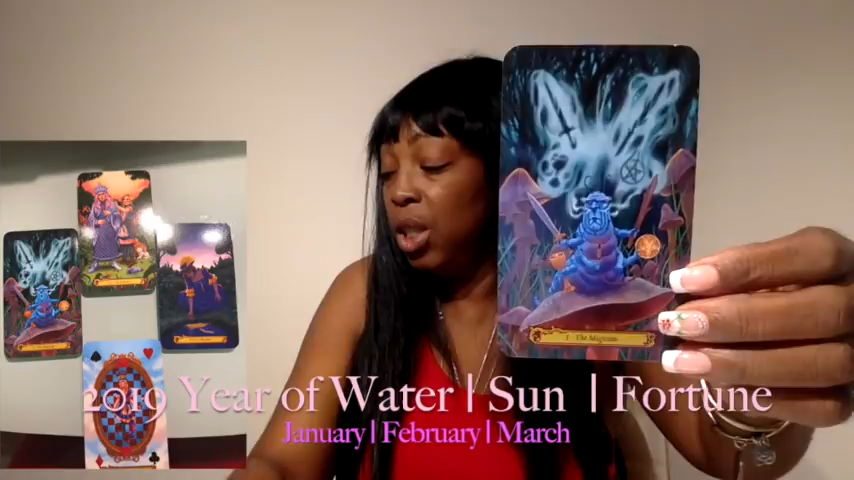 I The Magician
2019 Year of Water | Sun | Fortune
January | February | March